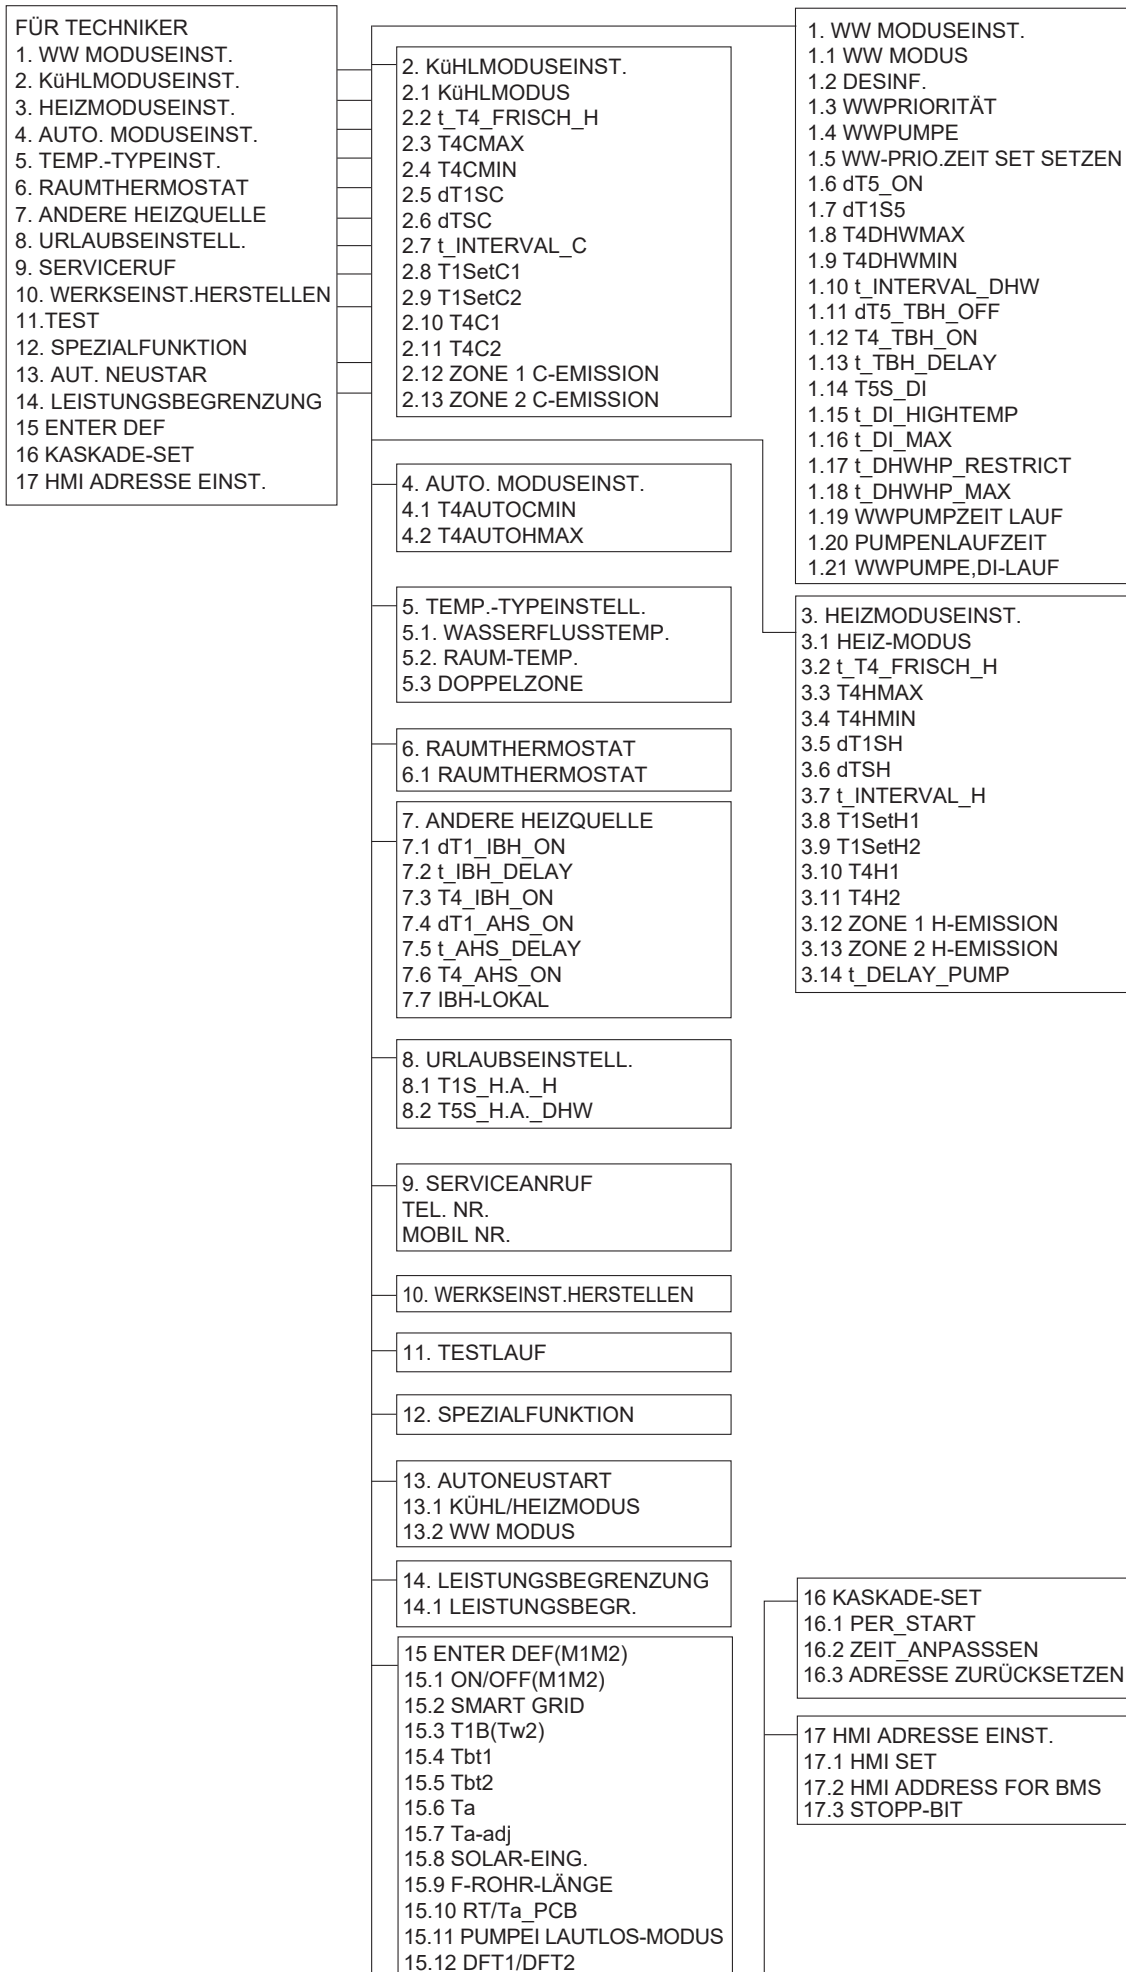 FÜR TECHNIKER
1. WW MODUSEINST.
2. KüHLMODUSEINST.
3. HEIZMODUSEINST.
4. AUTO. MODUSEINST.
5. TEMP.-TYPEINST.
6. RAUMTHERMOSTAT
7. ANDERE HEIZQUELLE
8. URLAUBSEINSTELL.
9. SERVICERUF
10. WERKSEINST.HERSTELLEN
11.TEST
12. SPEZIALFUNKTION
13. AUT. NEUSTAR
14. LEISTUNGSBEGRENZUNG
15 ENTER DEF
16 KASKADE-SET
17 HMI ADRESSE EINST.
1. WW MODUSEINST.
1.1 WW MODUS
1.2 DESINF.
1.3 WWPRIORITÄT
1.4 WWPUMPE
1.5 WW-PRIO.ZEIT SET SETZEN
1.6 dT5_ON
1.7 dT1S5
1.8 T4DHWMAX
1.9 T4DHWMIN
1.10 t_INTERVAL_DHW
1.11 dT5_TBH_OFF
1.12 T4_TBH_ON
1.13 t_TBH_DELAY
1.14 T5S_DI
1.15 t_DI_HIGHTEMP
1.16 t_DI_MAX
1.17 t_DHWHP_RESTRICT
1.18 t_DHWHP_MAX
1.19 WWPUMPZEIT LAUF
1.20 PUMPENLAUFZEIT
1.21 WWPUMPE,DI-LAUF
2. KüHLMODUSEINST.
2.1 KüHLMODUS
2.2 t_T4_FRISCH_H
2.3 T4CMAX
2.4 T4CMIN
2.5 dT1SC
2.6 dTSC
2.7 t_INTERVAL_C
2.8 T1SetC1
2.9 T1SetC2
2.10 T4C1
2.11 T4C2
2.12 ZONE 1 C-EMISSION
2.13 ZONE 2 C-EMISSION
3. HEIZMODUSEINST.
3.1 HEIZ-MODUS
3.2 t_T4_FRISCH_H
3.3 T4HMAX
3.4 T4HMIN
3.5 dT1SH
3.6 dTSH
3.7 t_INTERVAL_H
3.8 T1SetH1
3.9 T1SetH2
3.10 T4H1
3.11 T4H2
3.12 ZONE 1 H-EMISSION
3.13 ZONE 2 H-EMISSION
3.14 t_DELAY_PUMP
4. AUTO. MODUSEINST.
4.1 T4AUTOCMIN
4.2 T4AUTOHMAX
5. TEMP.-TYPEINSTELL.
5.1. WASSERFLUSSTEMP.
5.2. RAUM-TEMP.
5.3 DOPPELZONE
6. RAUMTHERMOSTAT
6.1 RAUMTHERMOSTAT
7. ANDERE HEIZQUELLE
7.1 dT1_IBH_ON
7.2 t_IBH_DELAY
7.3 T4_IBH_ON
7.4 dT1_AHS_ON
7.5 t_AHS_DELAY
7.6 T4_AHS_ON
7.7 IBH-LOKAL
8. URLAUBSEINSTELL.
8.1 T1S_H.A._H
8.2 T5S_H.A._DHW
9. SERVICEANRUF
TEL. NR.
MOBIL NR.
10. WERKSEINST.HERSTELLEN
11. TESTLAUF
12. SPEZIALFUNKTION
13. AUTONEUSTART
13.1 KÜHL/HEIZMODUS
13.2 WW MODUS
14. LEISTUNGSBEGRENZUNG
14.1 LEISTUNGSBEGR.
15 ENTER DEF(M1M2)
15.1 ON/OFF(M1M2)
15.2 SMART GRID
15.3 T1B(Tw2)
15.4 Tbt1
15.5 Tbt2
15.6 Ta
15.7 Ta-adj
15.8 SOLAR-EING.
15.9 F-ROHR-LÄNGE
15.10 RT/Ta_PCB
15.11 PUMPEI LAUTLOS-MODUS
15.12 DFT1/DFT2
16 KASKADE-SET
16.1 PER_START
16.2 ZEIT_ANPASSSEN
16.3 ADRESSE ZURÜCKSETZEN
17 HMI ADRESSE EINST.
17.1 HMI SET
17.2 HMI ADDRESS FOR BMS
17.3 STOPP-BIT